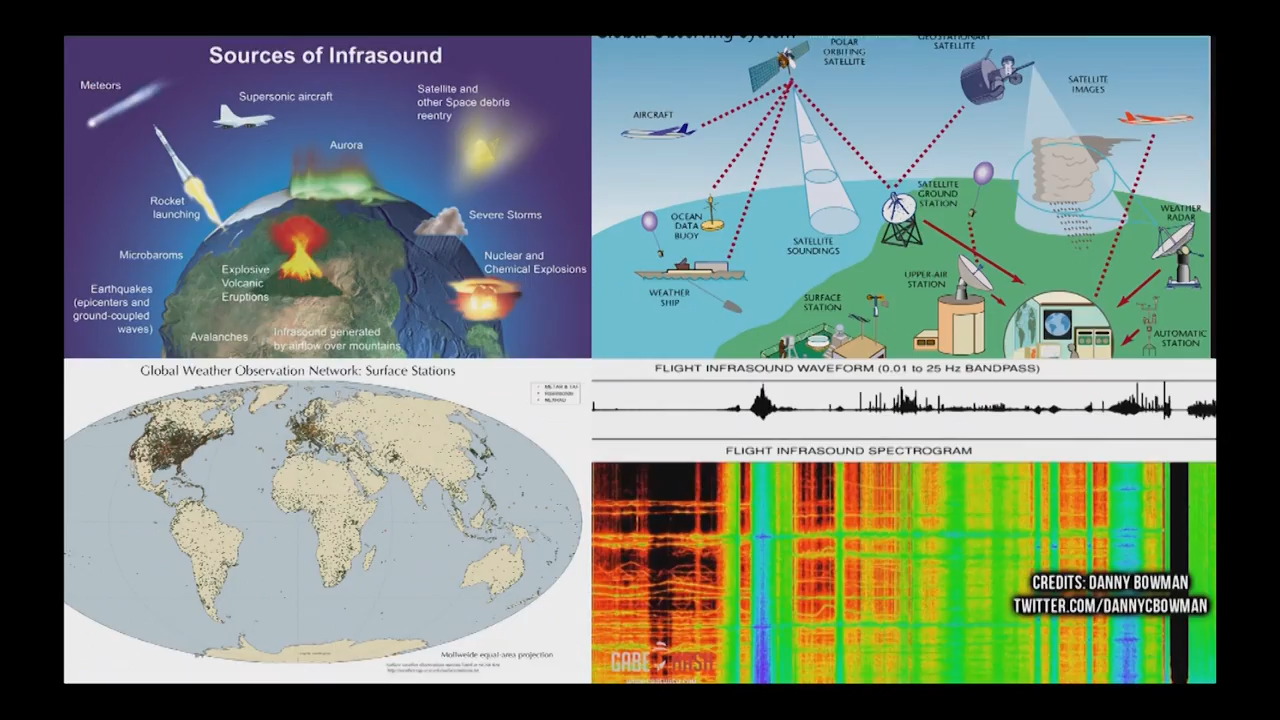 Sources of Infrasound
Meteors
Supersonic aircraft
Satellite and
other Space debris
reentry
Aurora
Rocket
launching
Severe Storms
Microbaroms
Explosive
Volcanic
Eruptions
Nuclear and
Chemical Explosions
Earthquakes
(epicenters and
ground-coupled
waves)
Avalanches
Infrasound generated
by airflow over mountains
POLAR
ORBITING
SATELLITE
GEOSTATIONARY
SATELLITE
SATELLITE
IMAGES
AIRCRAFT
OCEAN
DATA
BUOY
SATELLITE
SOUNDINGS
SATELLITE
GROUND
STATION
WEATHER
RADAR
WEATHER
SHIP
SURFACE
STATION
UPPER-AIR
STATION
AUTOMATIC
STATION
Global Weather Observation Network: Surface Stations
Mollweide equal-area projection
FLIGHT INFRASOUND WAVEFORM (0.01 to 25 Hz BANDPASS)
FLIGHT INFRASOUND SPECTROGRAM
CREDITS: DANNY BOWMAN
TWITTER.COM/DANNYCBOWMAN
GABE